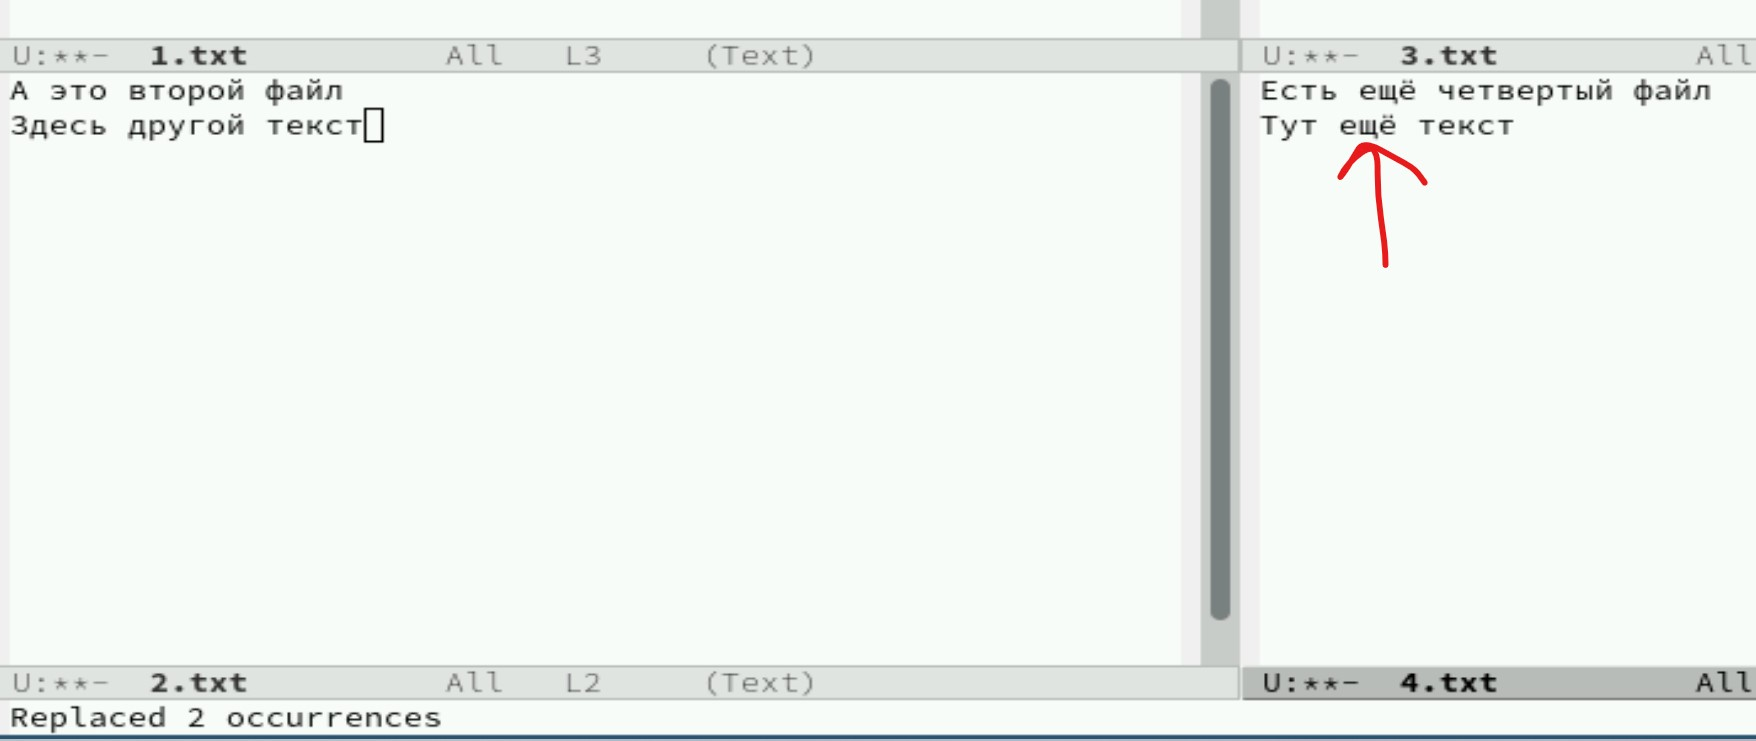 U:**-  1.txt  All  L3  (Text)
А это второй файл
Здесь другой текст
U:**-  2.txt  All  L2  (Text)
U:**-  3.txt  All
Есть ещё четвертый файл
Тут ещё текст
U:**-  4.txt  All
Replaced 2 occurrences